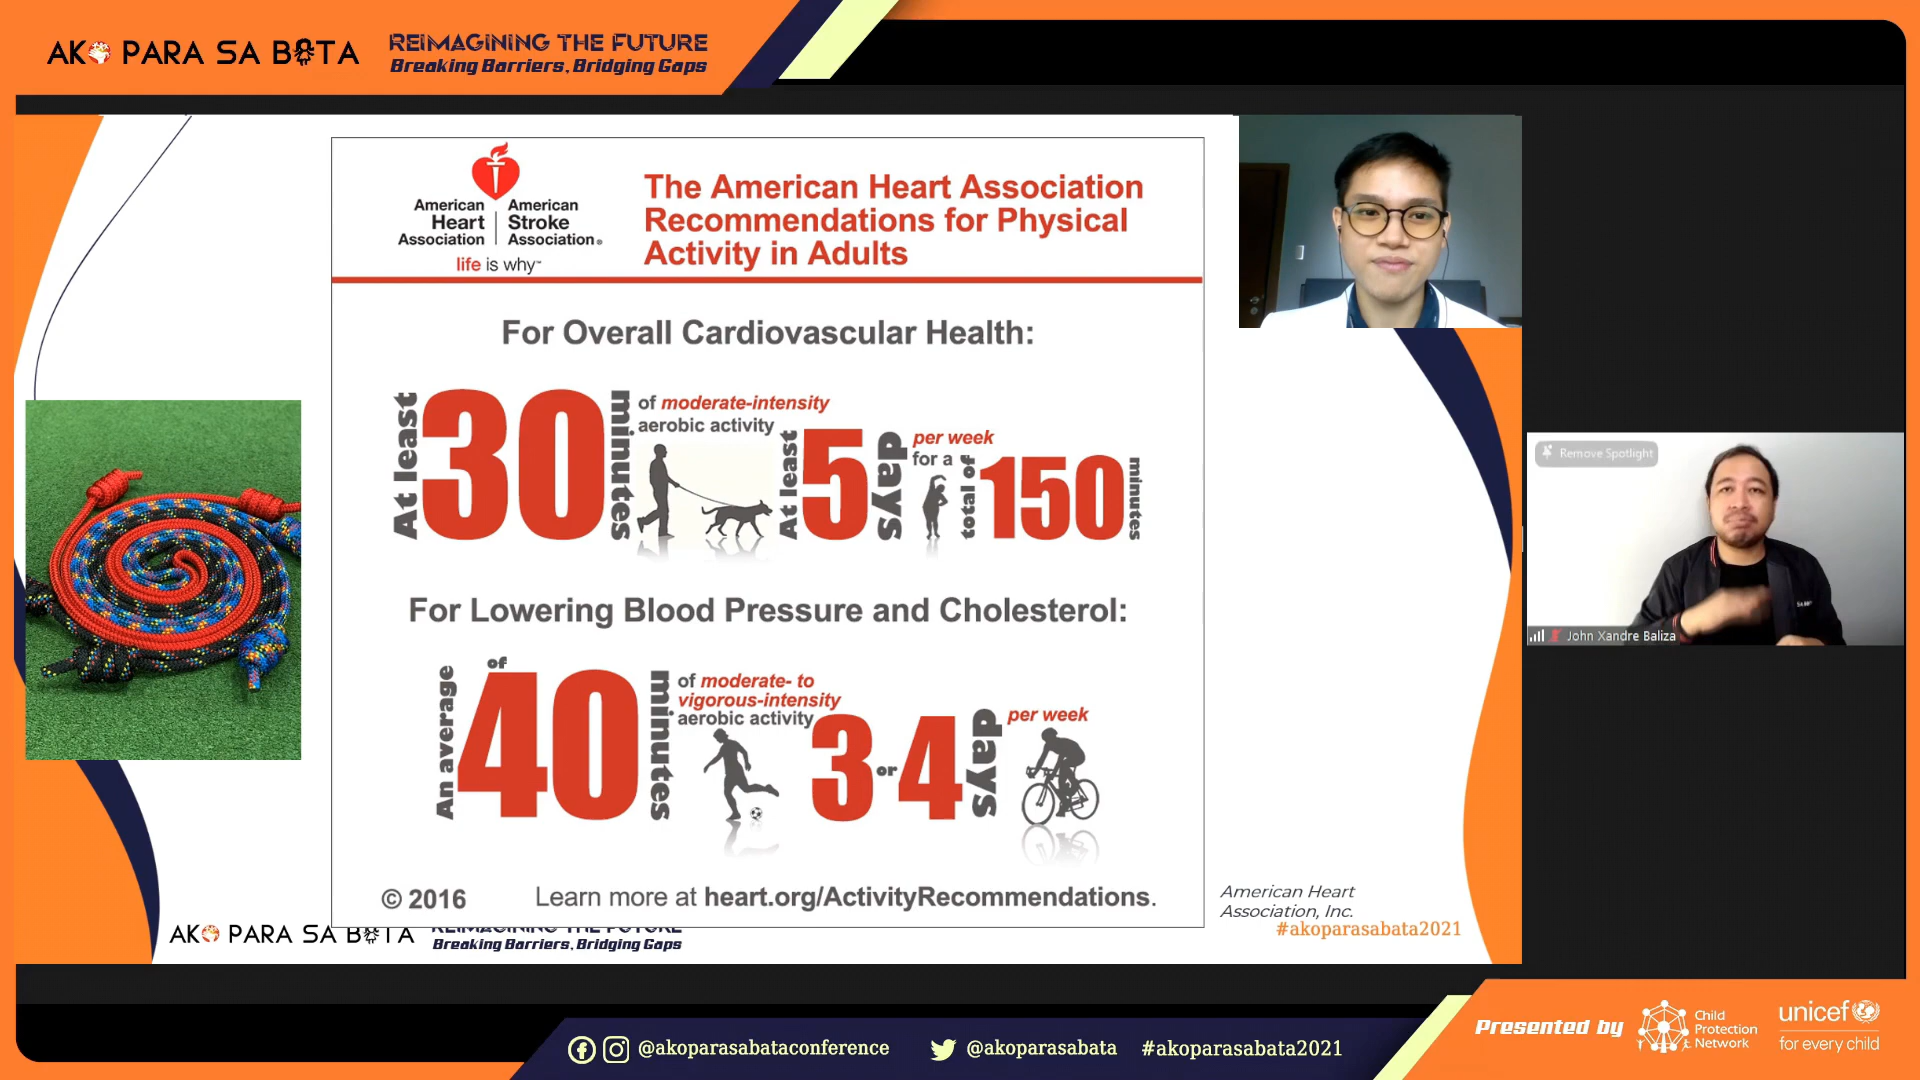 AKO PARA SA BATA
REIMAGINING THE FUTURE
Breaking Barriers, Bridging Gaps
American Heart Association
American Stroke Association®
life is why™
The American Heart Association
Recommendations for Physical
Activity in Adults
For Overall Cardiovascular Health:
At least 30 minutes of moderate-intensity aerobic activity At least 5 days per week for a total of 150 minutes
For Lowering Blood Pressure and Cholesterol:
An average of 40 minutes of moderate- to vigorous-intensity aerobic activity 3 or 4 days per week
© 2016
Learn more at heart.org/ActivityRecommendations.
American Heart
Association, Inc.
#akoparasabata2021
AKO PARA SA BATA
REIMAGINING THE FUTURE
Breaking Barriers, Bridging Gaps
Remove Spotlight
John Xandre Baliza
@akoparasabataconference
@akoparasabata
#akoparasabata2021
Presented by
Child
Protection
Network
unicef
for every child